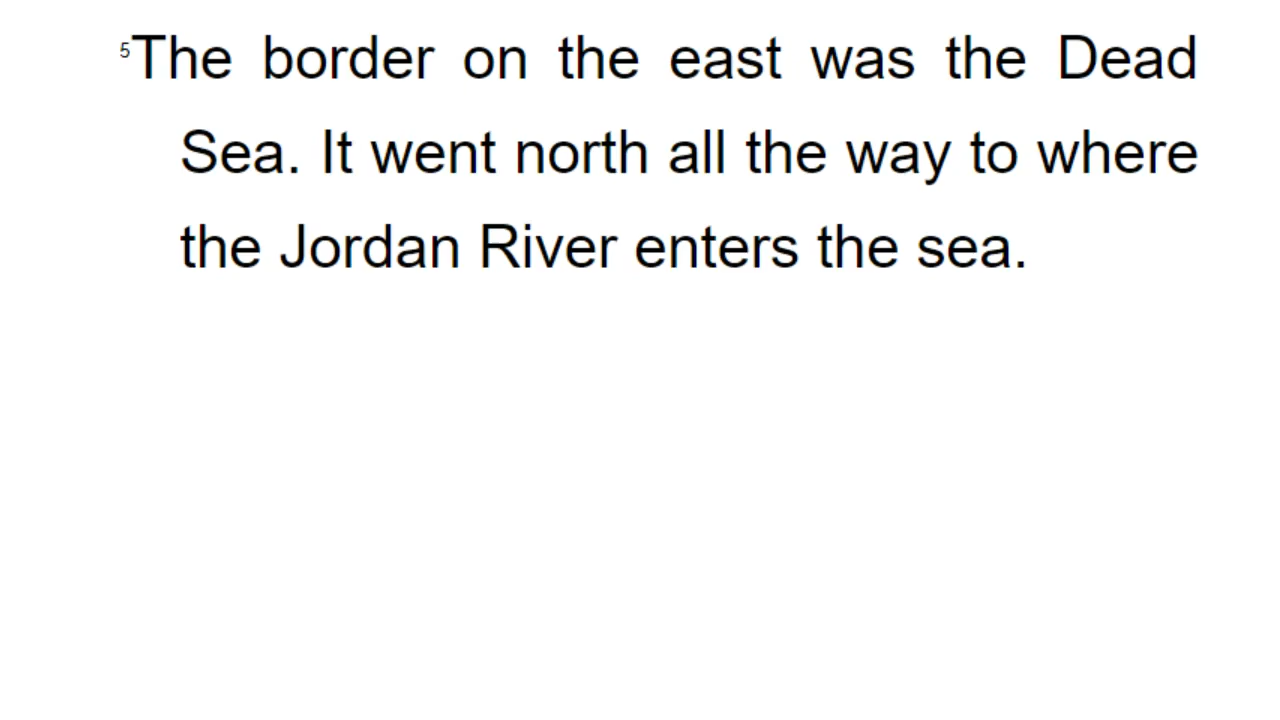 5The border on the east was the Dead
Sea. It went north all the way to where
the Jordan River enters the sea.